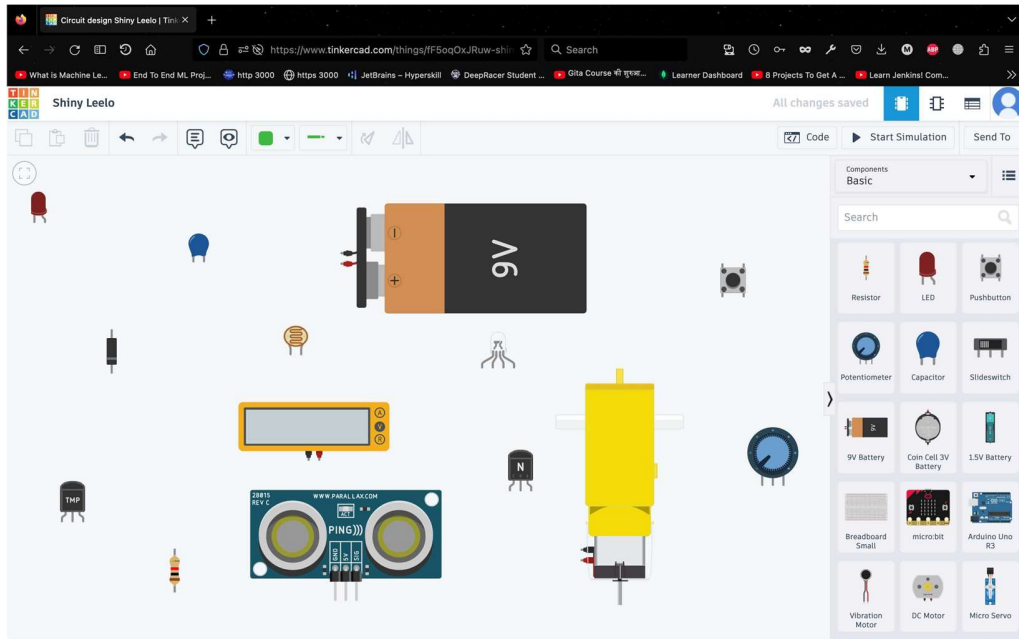 Circuit design Shiny Leelo | Tink
https://www.tinkercad.com/things/fF5oqOxJRuw-shin
Search
ABP
What is Machine Le...
End To End ML Proj...
http 3000
https 3000
JetBrains – Hyperskill
DeepRacer Student ...
Gita Course की शुरुआ...
Learner Dashboard
8 Projects To Get A ...
Learn Jenkins! Com...
TIN
KER
CAD
Shiny Leelo
All changes saved
Code
Start Simulation
Send To
Components
Basic
Search
9V
Resistor
LED
Pushbutton
Potentiometer
Capacitor
Slideswitch
A
V
R
9V Battery
Coin Cell 3V
Battery
1.5V Battery
N
TMP
28015
REV C
WWW.PARALLAX.COM
ACT
PING)))
GND
5V
SIG
Breadboard
Small
micro:bit
Arduino Uno
R3
Vibration
Motor
DC Motor
Micro Servo